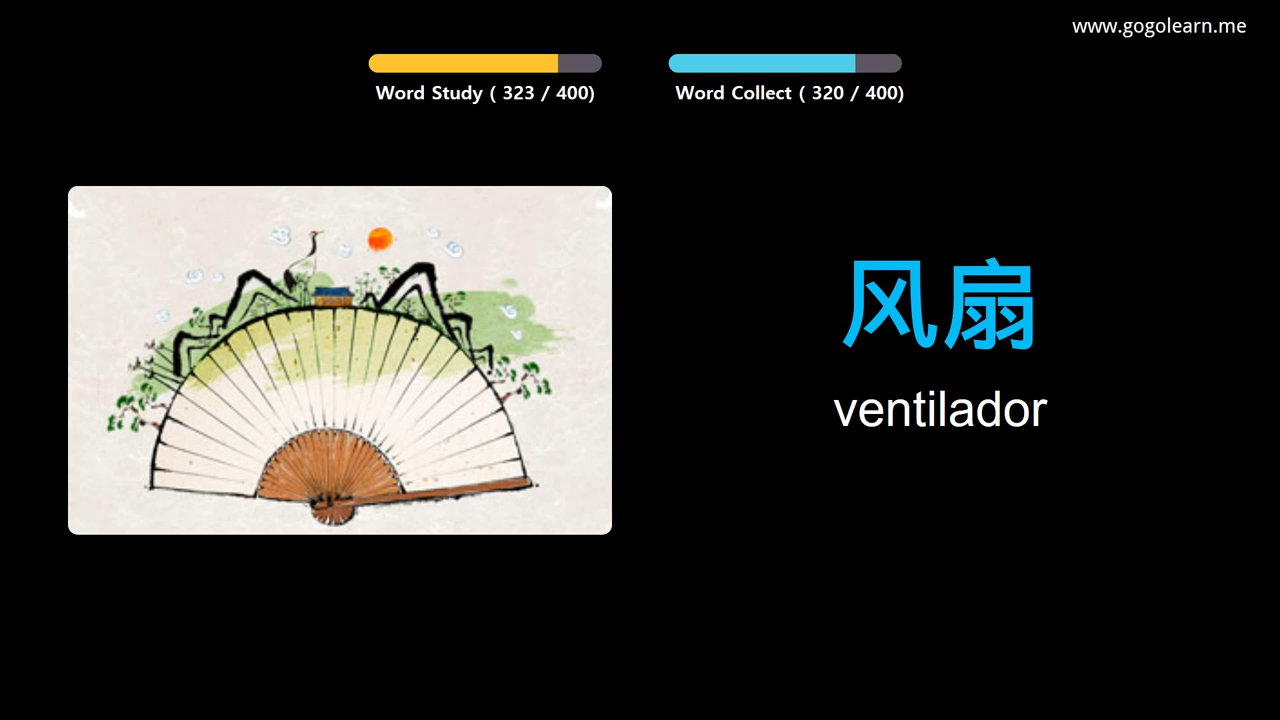 www.gogolearn.me
Word Study ( 323 / 400)
Word Collect ( 320 / 400)
风扇
ventilador